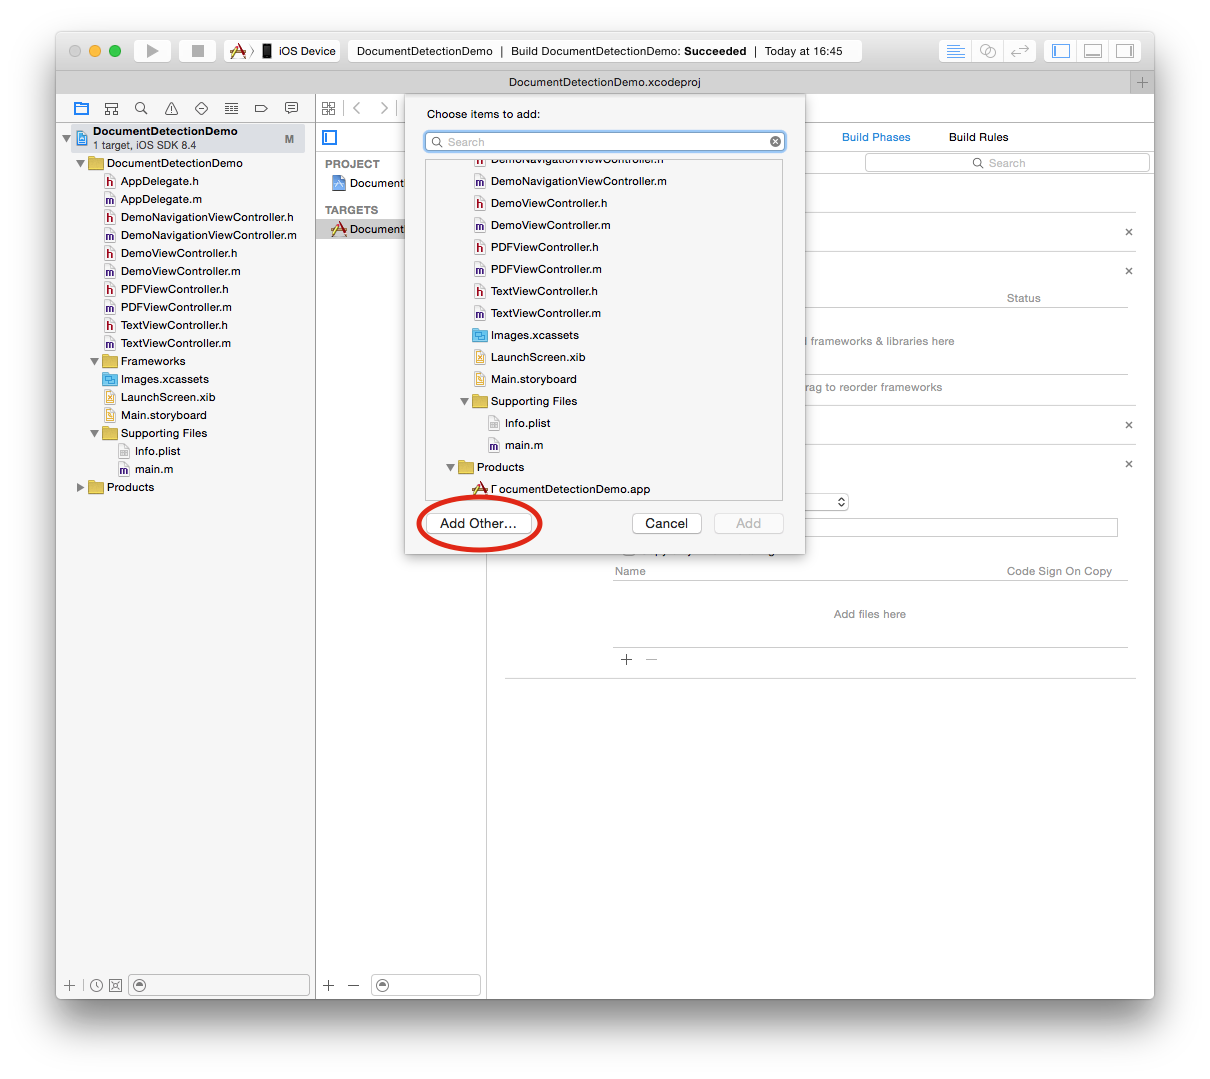 iOS Device
DocumentDetectionDemo | Build DocumentDetectionDemo: Succeeded | Today at 16:45
DocumentDetectionDemo.xcodeproj
DocumentDetectionDemo
1 target, iOS SDK 8.4
M
DocumentDetectionDemo
h AppDelegate.h
m AppDelegate.m
h DemoNavigationViewController.h
m DemoNavigationViewController.m
h DemoViewController.h
m DemoViewController.m
h PDFViewController.h
m PDFViewController.m
h TextViewController.h
m TextViewController.m
Frameworks
Images.xcassets
LaunchScreen.xib
Main.storyboard
Supporting Files
Info.plist
m main.m
Products
PROJECT
Document
TARGETS
Document
Choose items to add:
Search
h DemoNavigationViewController.h
m DemoNavigationViewController.m
h DemoViewController.h
m DemoViewController.m
h PDFViewController.h
m PDFViewController.m
h TextViewController.h
m TextViewController.m
Images.xcassets
LaunchScreen.xib
Main.storyboard
Supporting Files
Info.plist
m main.m
Products
DocumentDetectionDemo.app
Add Other...
Cancel
Add
Build Phases
Build Rules
Search
Status
frameworks & libraries here
rag to reorder frameworks
Name
Code Sign On Copy
Add files here